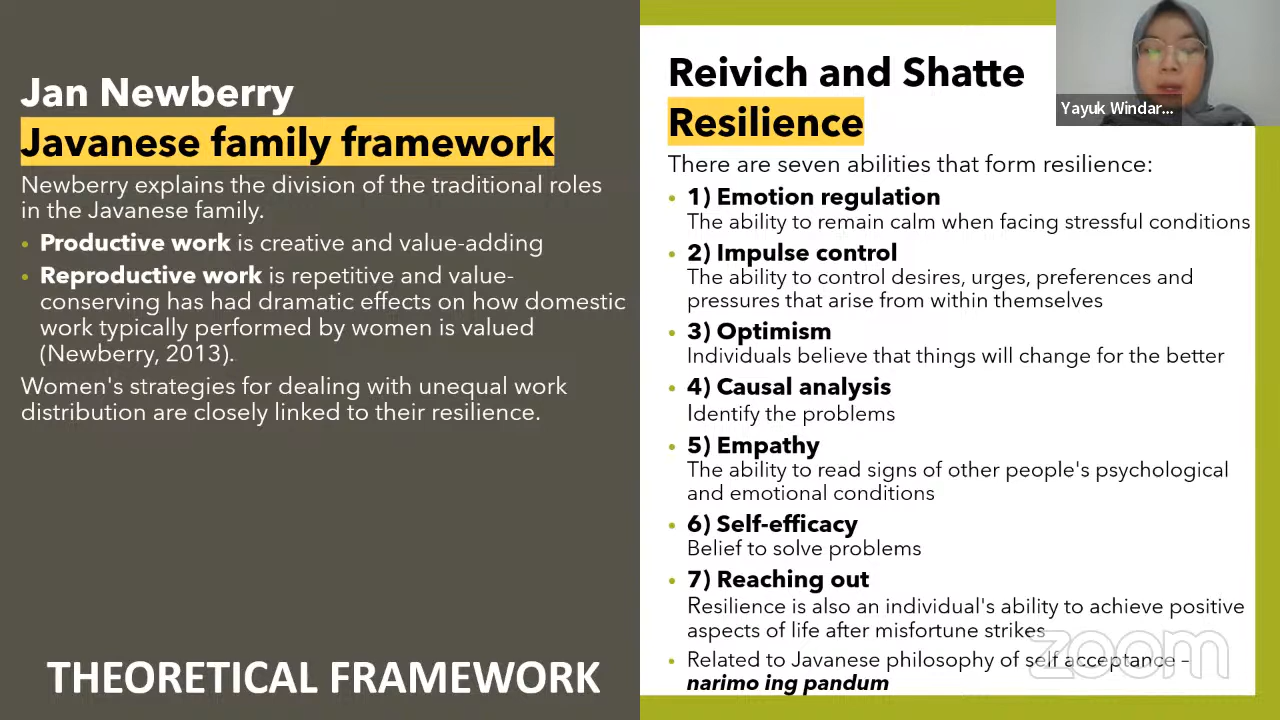 Jan Newberry
Javanese family framework
Newberry explains the division of the traditional roles
in the Javanese family.
• Productive work is creative and value-adding
• Reproductive work is repetitive and value-
conserving has had dramatic effects on how domestic
work typically performed by women is valued
(Newberry, 2013).
Women's strategies for dealing with unequal work
distribution are closely linked to their resilience.
THEORETICAL FRAMEWORK
Reivich and Shatte
Resilience
There are seven abilities that form resilience:
• 1) Emotion regulation
The ability to remain calm when facing stressful conditions
• 2) Impulse control
The ability to control desires, urges, preferences and
pressures that arise from within themselves
• 3) Optimism
Individuals believe that things will change for the better
• 4) Causal analysis
Identify the problems
• 5) Empathy
The ability to read signs of other people's psychological
and emotional conditions
• 6) Self-efficacy
Belief to solve problems
• 7) Reaching out
Resilience is also an individual's ability to achieve positive
aspects of life after misfortune strikes
• Related to Javanese philosophy of self acceptance –
narimo ing pandum
Yayuk Windar...
zoom